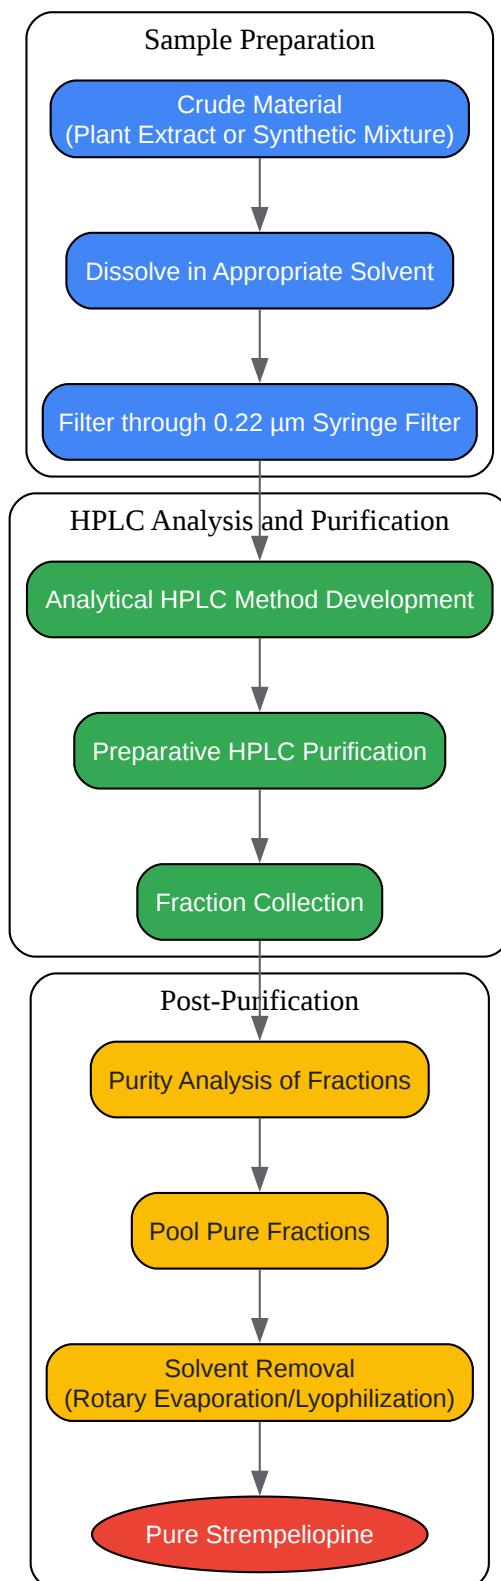 Sample Preparation
Crude Material
(Plant Extract or Synthetic Mixture)
Dissolve in Appropriate Solvent
Filter through 0.22 µm Syringe Filter
HPLC Analysis and Purification
Analytical HPLC Method Development
Preparative HPLC Purification
Fraction Collection
Post-Purification
Purity Analysis of Fractions
Pool Pure Fractions
Solvent Removal
(Rotary Evaporation/Lyophilization)
Pure Strempeliopine